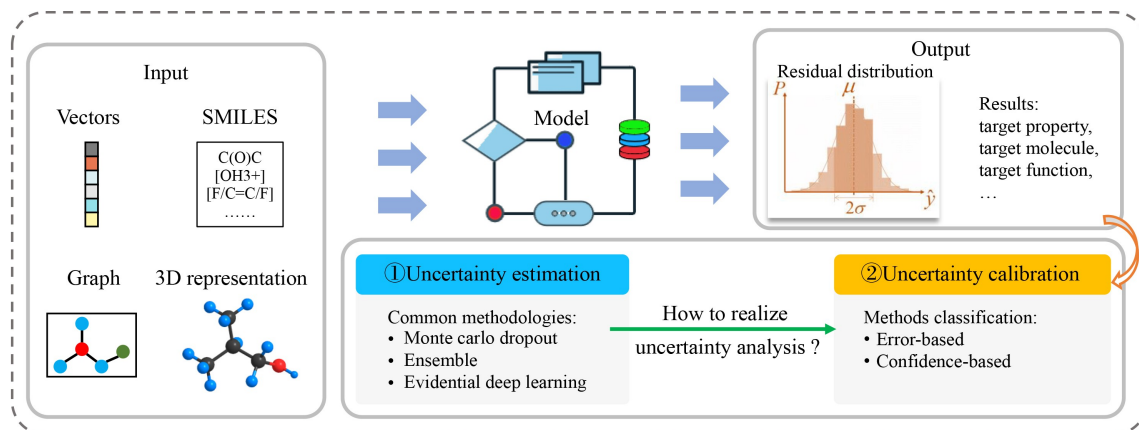 Input
Vectors
SMILES
C(O)C
[OH3+]
[F/C=C/F]
......
Graph
3D representation
Model
Output
Residual distribution
P
μ
2σ
ŷ
Results:
target property,
target molecule,
target function,
…
①Uncertainty estimation
Common methodologies:
• Monte carlo dropout
• Ensemble
• Evidential deep learning
How to realize
uncertainty analysis ?
②Uncertainty calibration
Methods classification:
• Error-based
• Confidence-based